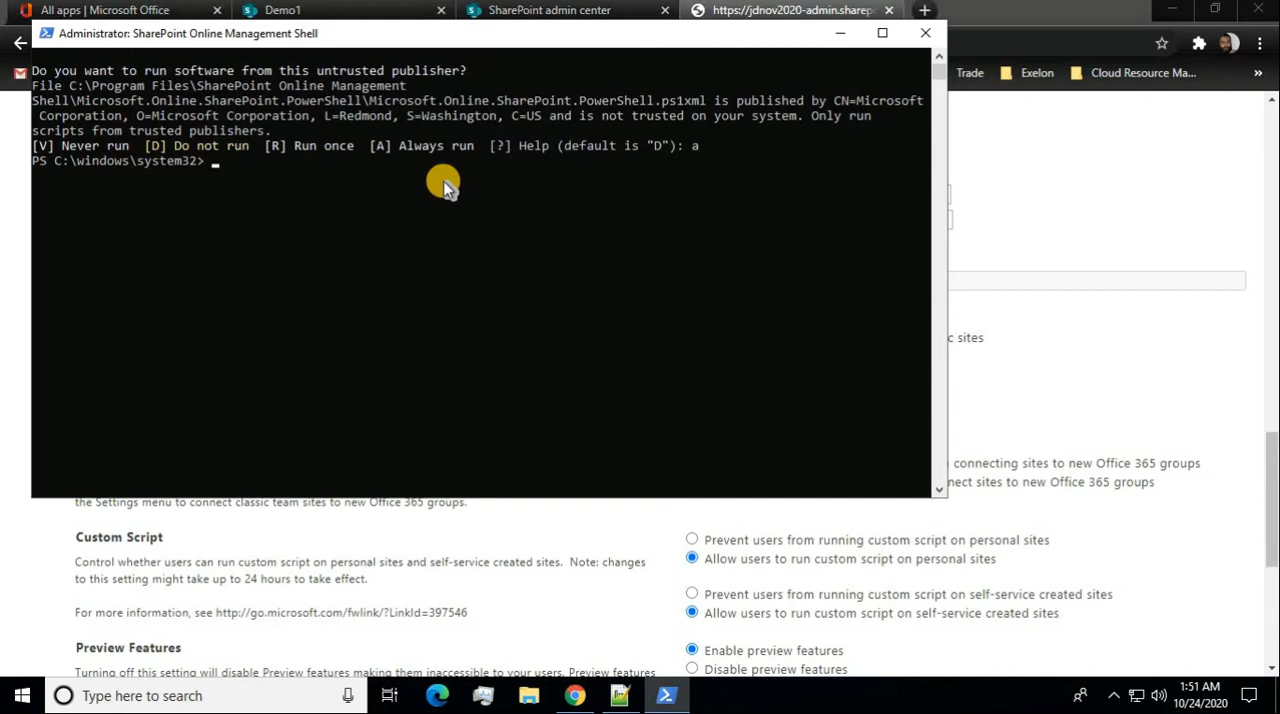 All apps | Microsoft Office
Demo1
SharePoint admin center
https://jdnov2020-admin.sharep
Administrator: SharePoint Online Management Shell
Trade
Exelon
Cloud Resource Ma...
»
Do you want to run software from this untrusted publisher?
File C:\Program Files\SharePoint Online Management
Shell\Microsoft.Online.SharePoint.PowerShell\Microsoft.Online.SharePoint.PowerShell.ps1xml is published by CN=Microsoft
Corporation, O=Microsoft Corporation, L=Redmond, S=Washington, C=US and is not trusted on your system. Only run
scripts from trusted publishers.
[V] Never run  [D] Do not run  [R] Run once  [A] Always run  [?] Help (default is "D"): a
PS C:\windows\system32>
c sites
connecting sites to new Office 365 groups
nect sites to new Office 365 groups
the Settings menu to connect classic team sites to new Office 365 groups.
Custom Script
Control whether users can run custom script on personal sites and self-service created sites. Note: changes
to this setting might take up to 24 hours to take effect.
For more information, see http://go.microsoft.com/fwlink/?LinkId=397546
Prevent users from running custom script on personal sites
Allow users to run custom script on personal sites
Prevent users from running custom script on self-service created sites
Allow users to run custom script on self-service created sites
Preview Features
Turning off this setting will disable Preview features making them inaccessible to your users. Preview features
Enable preview features
Disable preview features
Type here to search
1:51 AM
10/24/2020